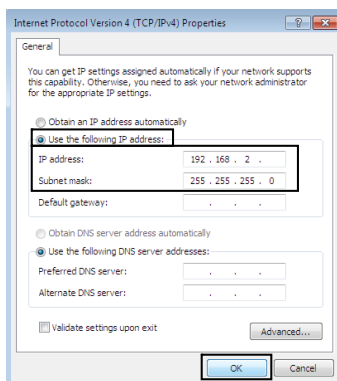 Internet Protocol Version 4 (TCP/IPv4) Properties
General
You can get IP settings assigned automatically if your network supports
this capability. Otherwise, you need to ask your network administrator
for the appropriate IP settings.
Obtain an IP address automatically
Use the following IP address:
IP address: 192 . 168 . 2 .
Subnet mask: 255 . 255 . 255 . 0
Default gateway: . . .
Obtain DNS server address automatically
Use the following DNS server addresses:
Preferred DNS server: . . .
Alternate DNS server: . . .
Validate settings upon exit
Advanced...
OK Cancel